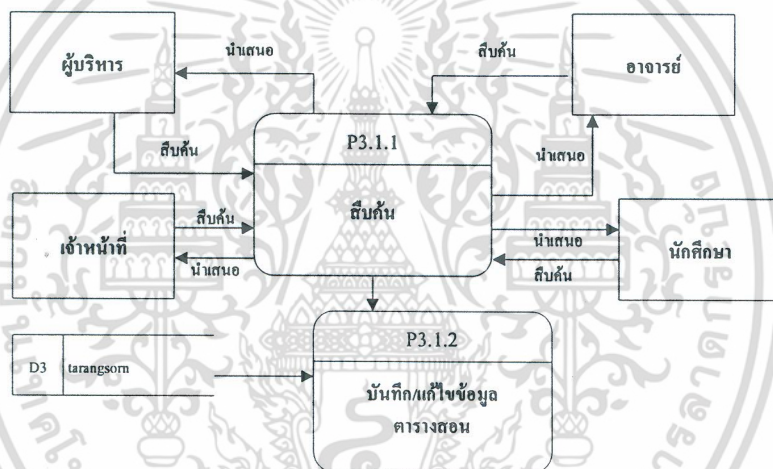 ผู้บริหาร
นำเสนอ
สืบค้น
อาจารย์
P3.1.1
สืบค้น
นำเสนอ
สืบค้น
เจ้าหน้าที่
สืบค้น
นำเสนอ
นำเสนอ
สืบค้น
นักศึกษา
P3.1.2
D3 tarangsorn
บันทึก/แก้ไขข้อมูล
ตารางสอน